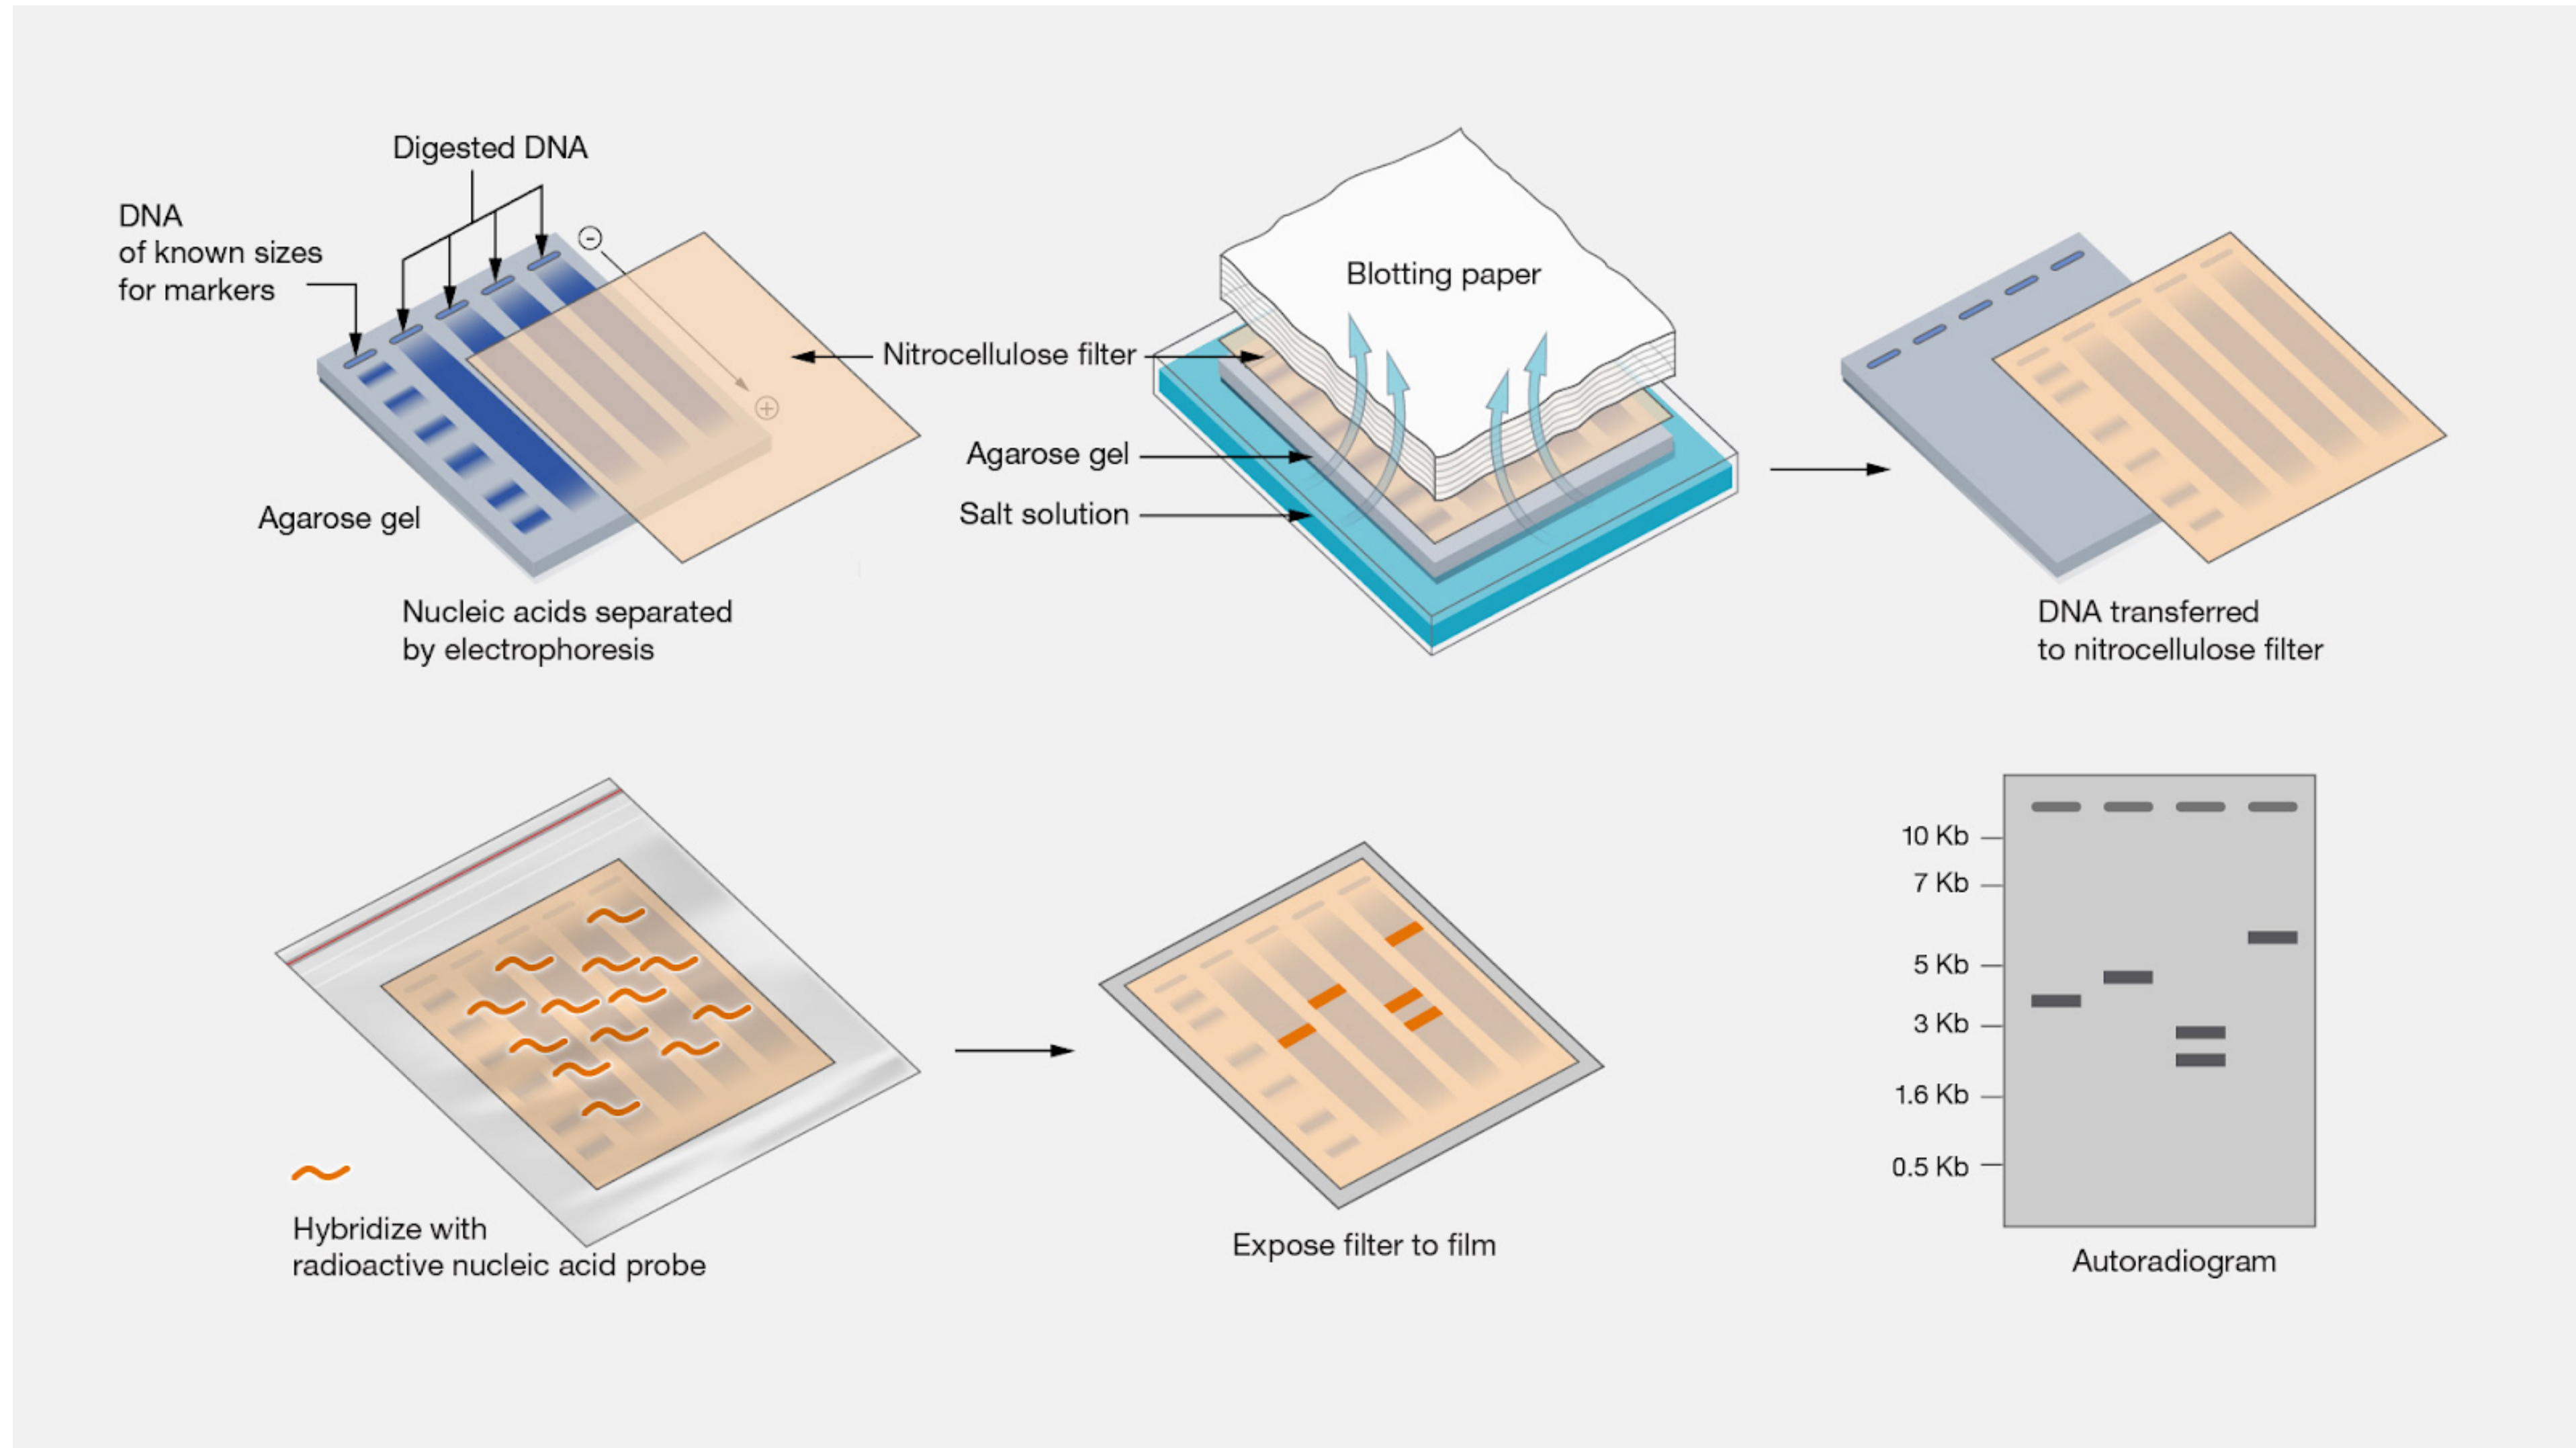 Digested DNA
DNA
of known sizes
for markers
-
+
Agarose gel
Nucleic acids separated
by electrophoresis
Blotting paper
Nitrocellulose filter
Agarose gel
Salt solution
DNA transferred
to nitrocellulose filter
Hybridize with
radioactive nucleic acid probe
Expose filter to film
10 Kb
7 Kb
5 Kb
3 Kb
1.6 Kb
0.5 Kb
Autoradiogram